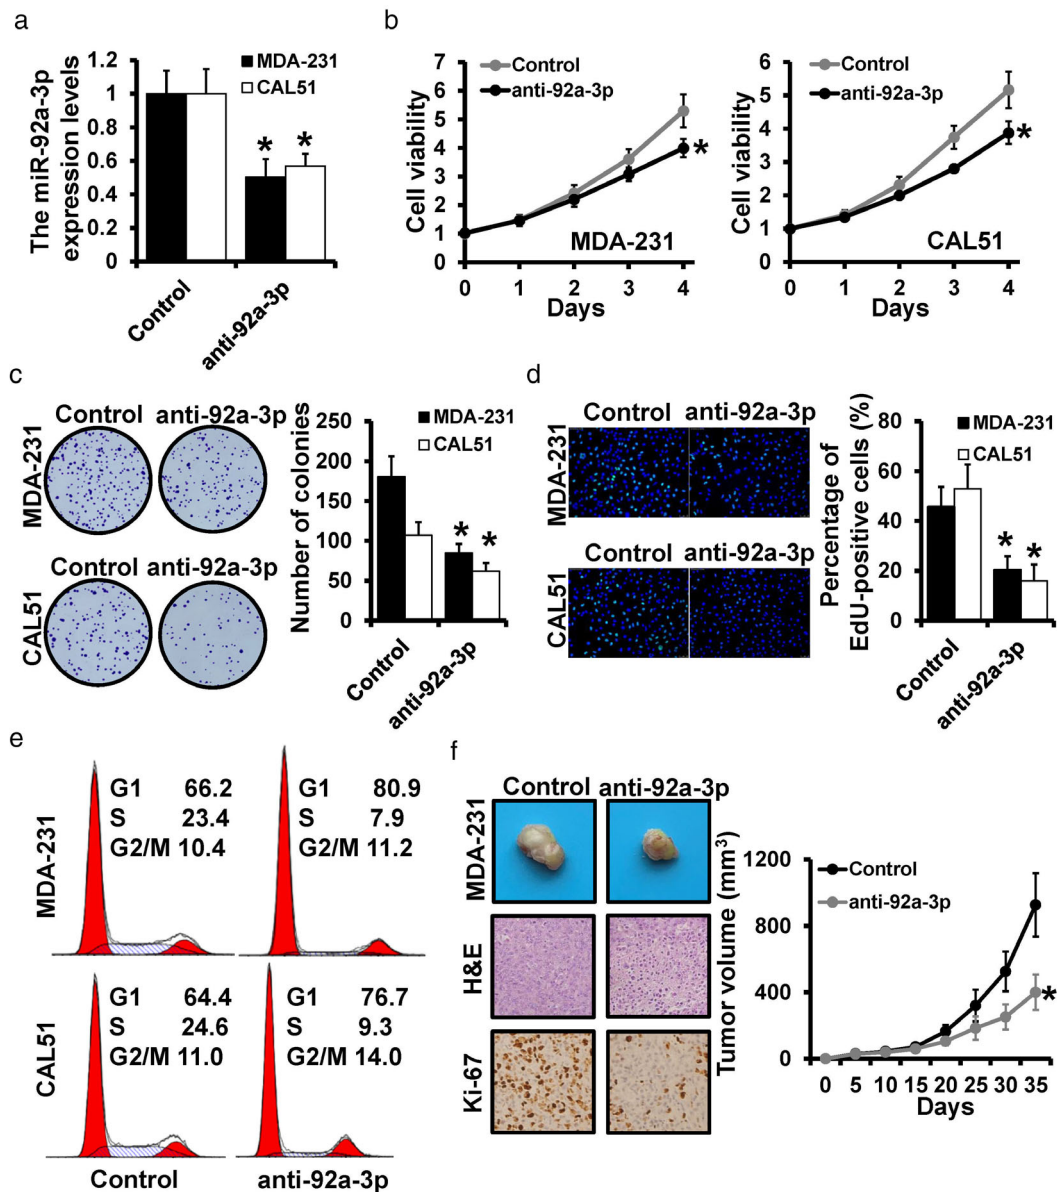 a
The miR-92a-3p
expression levels
1.2
1
0.8
0.6
0.4
0.2
0
MDA-231
CAL51
* *
Control
anti-92a-3p
b
Cell viability
7
6
5
4
3
2
1
0
Control
anti-92a-3p
*
MDA-231
0 1 2 3 4
Days
Cell viability
6
5
4
3
2
1
0
Control
anti-92a-3p
*
CAL51
0 1 2 3 4
Days
c
Control anti-92a-3p
MDA-231
Control anti-92a-3p
CAL51
Number of colonies
250
200
150
100
50
0
MDA-231
CAL51
* *
Control
anti-92a-3p
d
Control anti-92a-3p
MDA-231
Control anti-92a-3p
CAL51
Percentage of
EdU-positive cells (%)
80
60
40
20
0
MDA-231
CAL51
* *
Control
anti-92a-3p
e
MDA-231
G1 66.2
S 23.4
G2/M 10.4
G1 80.9
S 7.9
G2/M 11.2
CAL51
G1 64.4
S 24.6
G2/M 11.0
G1 76.7
S 9.3
G2/M 14.0
Control anti-92a-3p
f
Control anti-92a-3p
MDA-231
H&E
Ki-67
Tumor volume (mm³)
1200
800
400
0
Control
anti-92a-3p
*
0 5 10 15 20 25 30 35
Days